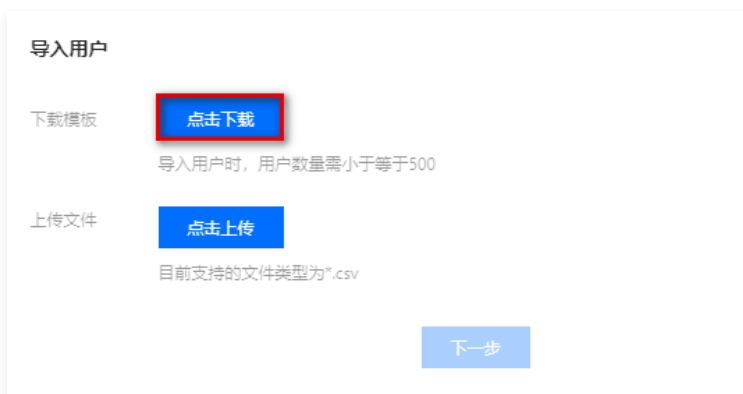 导入用户
下载模板
点击下载
导入用户时，用户数量需小于等于500
上传文件
点击上传
目前支持的文件类型为*.csv
下一步